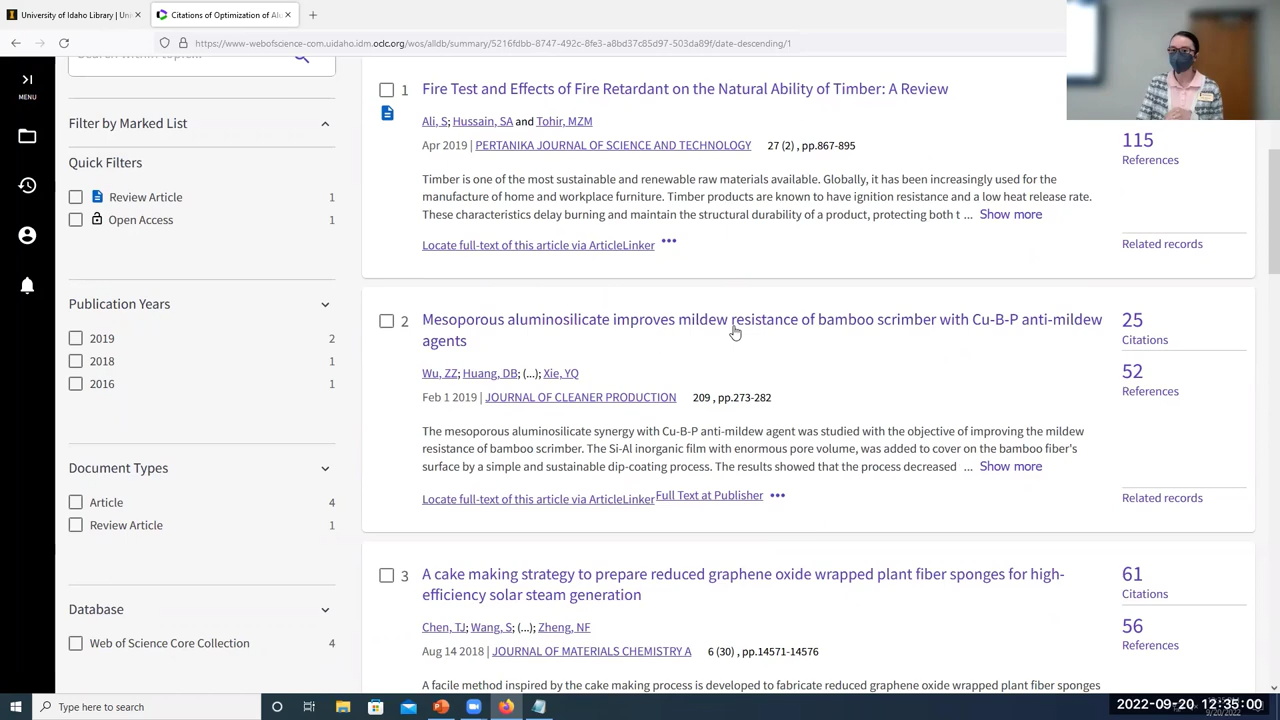 University of Idaho Library | Uni
Citations of Optimization of Al
https://www-webofscience-com.uidaho.idm.oclc.org/wos/alldb/summary/5216fdbb-8747-492c-8fe3-a8bd37c85d97-503da89f/date-descending/1
MENU
Filter by Marked List
Quick Filters
Review Article 1
Open Access 1
Publication Years
2019 2
2018 1
2016 1
Document Types
Article 4
Review Article 1
Database
Web of Science Core Collection 4
1
Fire Test and Effects of Fire Retardant on the Natural Ability of Timber: A Review
Ali, S; Hussain, SA and Tohir, MZM
Apr 2019 | PERTANIKA JOURNAL OF SCIENCE AND TECHNOLOGY 27 (2) , pp.867-895
Timber is one of the most sustainable and renewable raw materials available. Globally, it has been increasingly used for the
manufacture of home and workplace furniture. Timber products are known to have ignition resistance and a low heat release rate.
These characteristics delay burning and maintain the structural durability of a product, protecting both t ... Show more
Locate full-text of this article via ArticleLinker •••
115
References
Related records
2
Mesoporous aluminosilicate improves mildew resistance of bamboo scrimber with Cu-B-P anti-mildew
agents
Wu, ZZ; Huang, DB; (...); Xie, YQ
Feb 1 2019 | JOURNAL OF CLEANER PRODUCTION 209 , pp.273-282
The mesoporous aluminosilicate synergy with Cu-B-P anti-mildew agent was studied with the objective of improving the mildew
resistance of bamboo scrimber. The Si-Al inorganic film with enormous pore volume, was added to cover on the bamboo fiber's
surface by a simple and sustainable dip-coating process. The results showed that the process decreased ... Show more
Locate full-text of this article via ArticleLinker Full Text at Publisher •••
25
Citations
52
References
Related records
3
A cake making strategy to prepare reduced graphene oxide wrapped plant fiber sponges for high-
efficiency solar steam generation
Chen, TJ; Wang, S; (...); Zheng, NF
Aug 14 2018 | JOURNAL OF MATERIALS CHEMISTRY A 6 (30) , pp.14571-14576
A facile method inspired by the cake making process is developed to fabricate reduced graphene oxide wrapped plant fiber sponges
61
Citations
56
References
Type here to search
2022-09-20 12:35:00